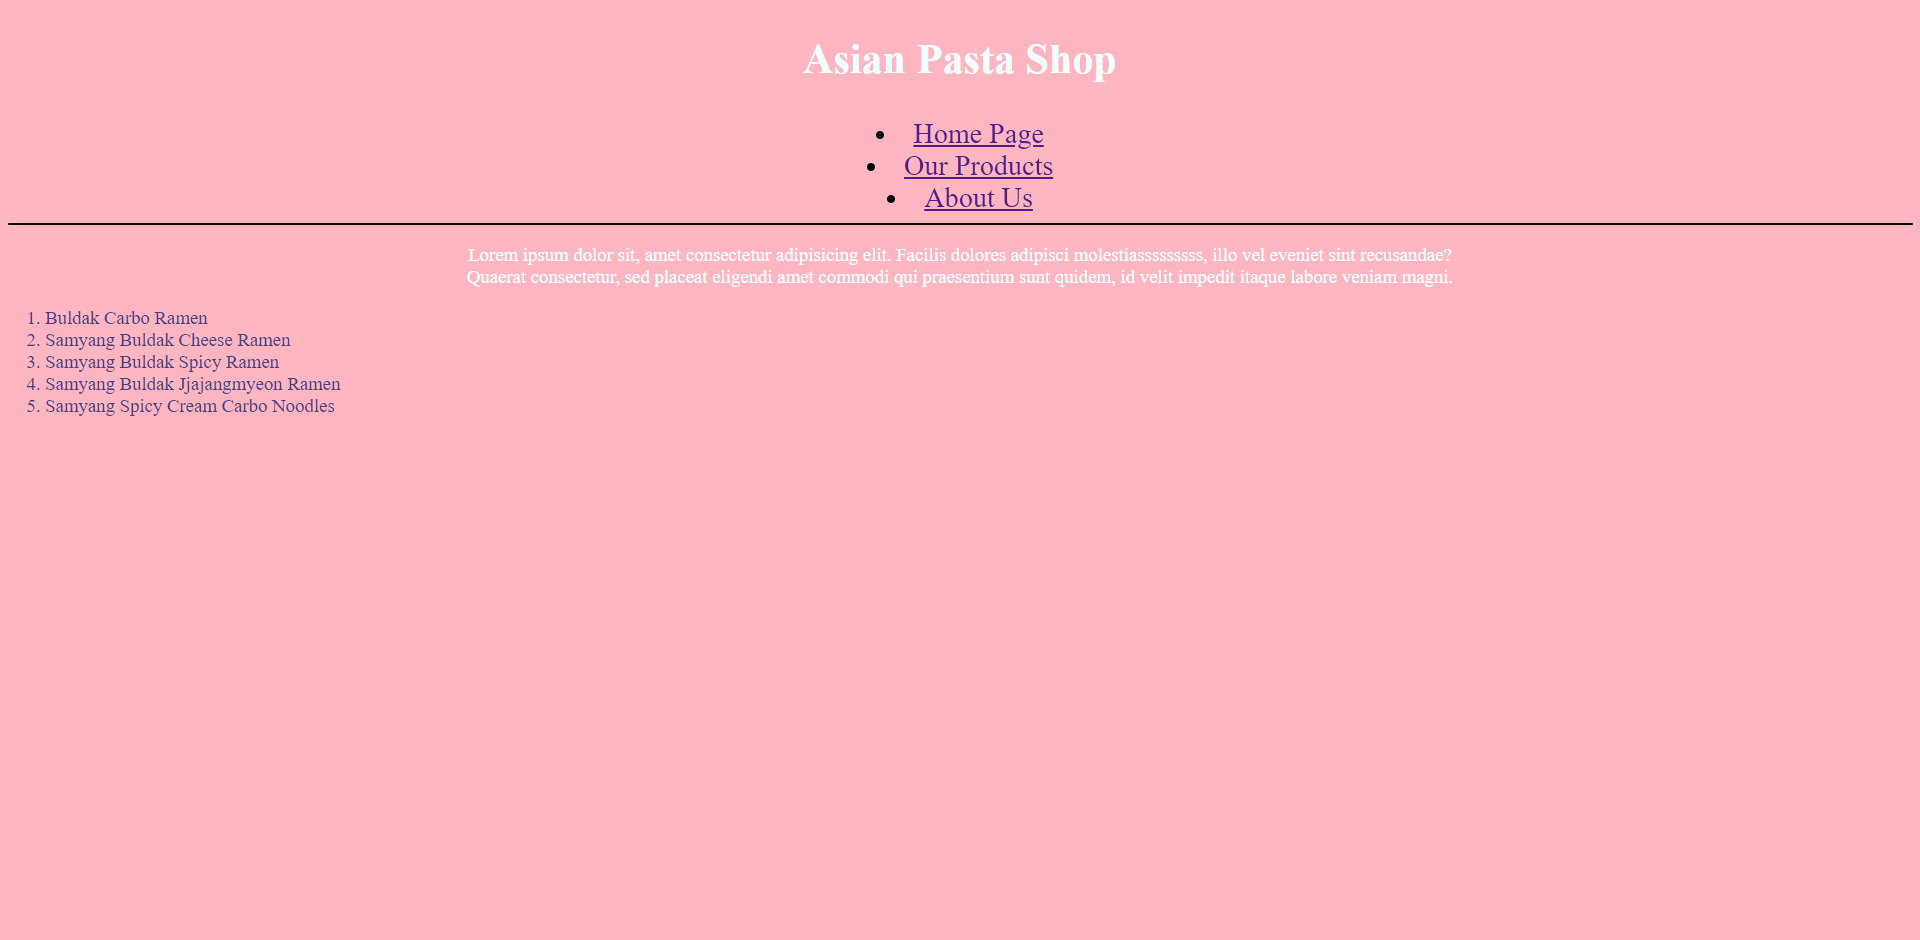 Asian Pasta Shop
• Home Page
• Our Products
• About Us
Lorem ipsum dolor sit, amet consectetur adipisicing elit. Facilis dolores adipisci molestiasssssssss, illo vel eveniet sint recusandae?
Quaerat consectetur, sed placeat eligendi amet commodi qui praesentium sunt quidem, id velit impedit itaque labore veniam magni.
1. Buldak Carbo Ramen
2. Samyang Buldak Cheese Ramen
3. Samyang Buldak Spicy Ramen
4. Samyang Buldak Jjajangmyeon Ramen
5. Samyang Spicy Cream Carbo Noodles